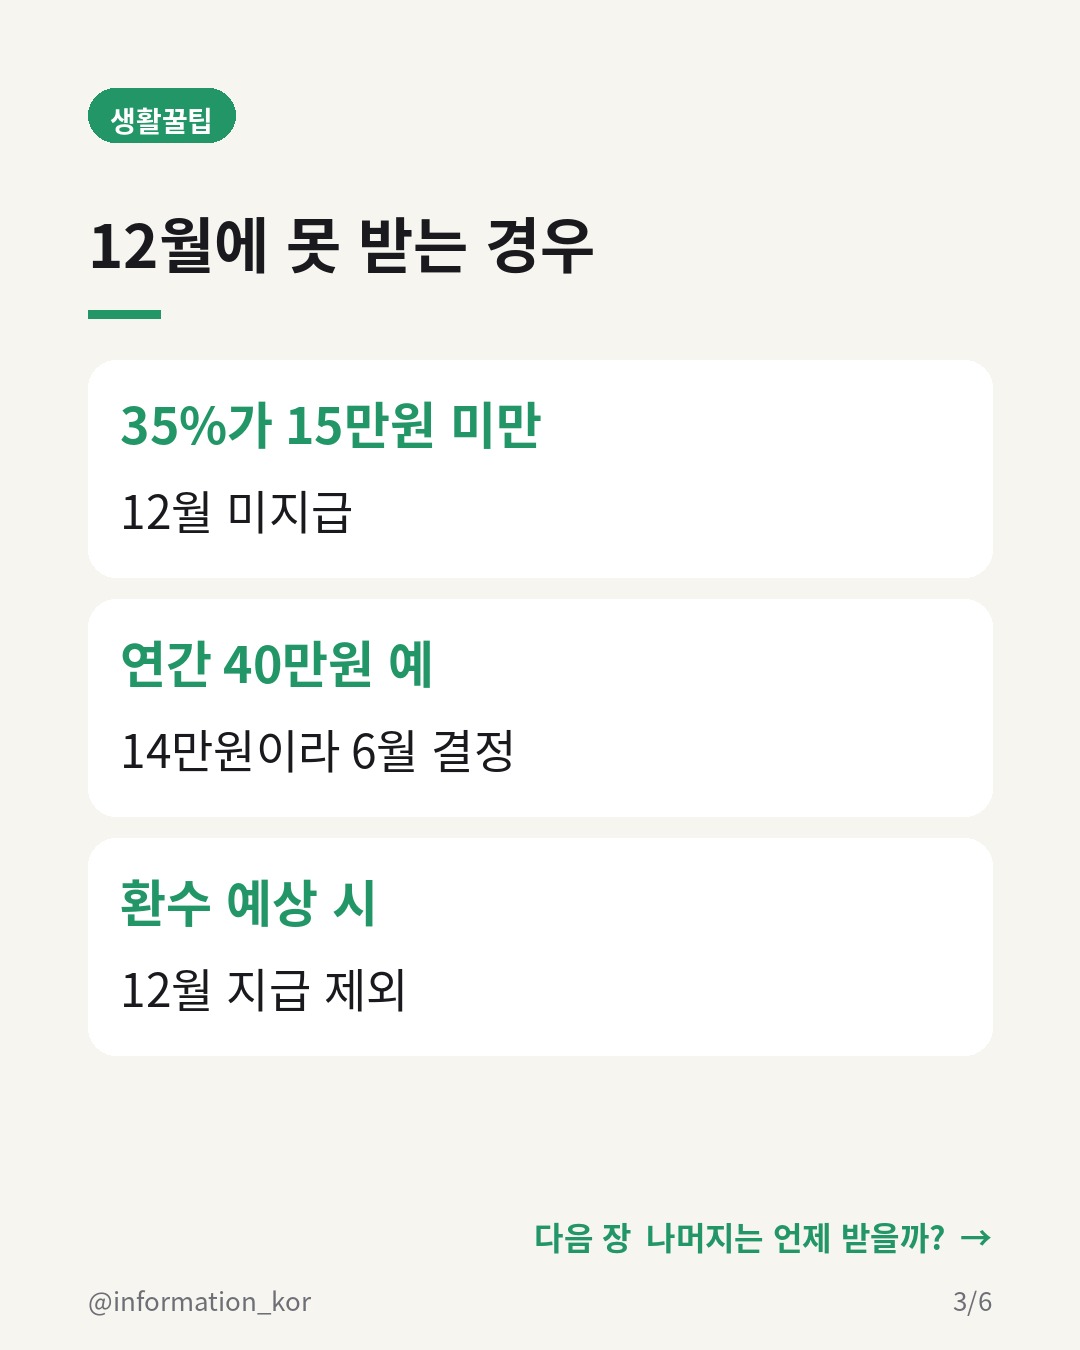 생활꿀팁
12월에 못 받는 경우
35%가 15만원 미만
12월 미지급
연간 40만원 예
14만원이라 6월 결정
환수 예상 시
12월 지급 제외
다음 장 나머지는 언제 받을까? →
@information_kor
3/6